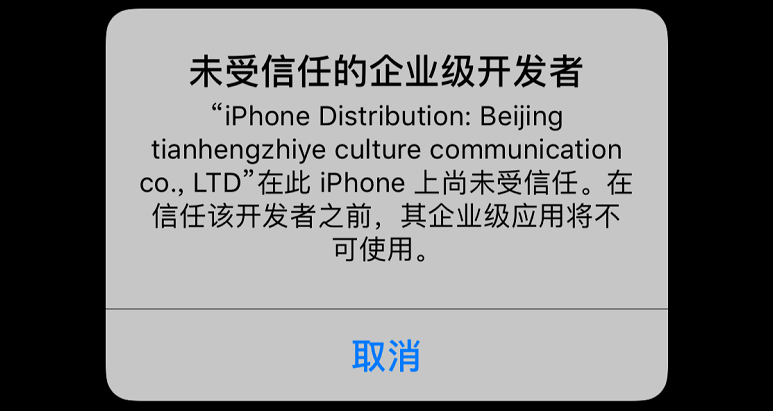 未受信任的企业级开发者
“iPhone Distribution: Beijing
tianhengzhiye culture communication
co., LTD”在此 iPhone 上尚未受信任。在
信任该开发者之前，其企业级应用将不
可使用。
取消